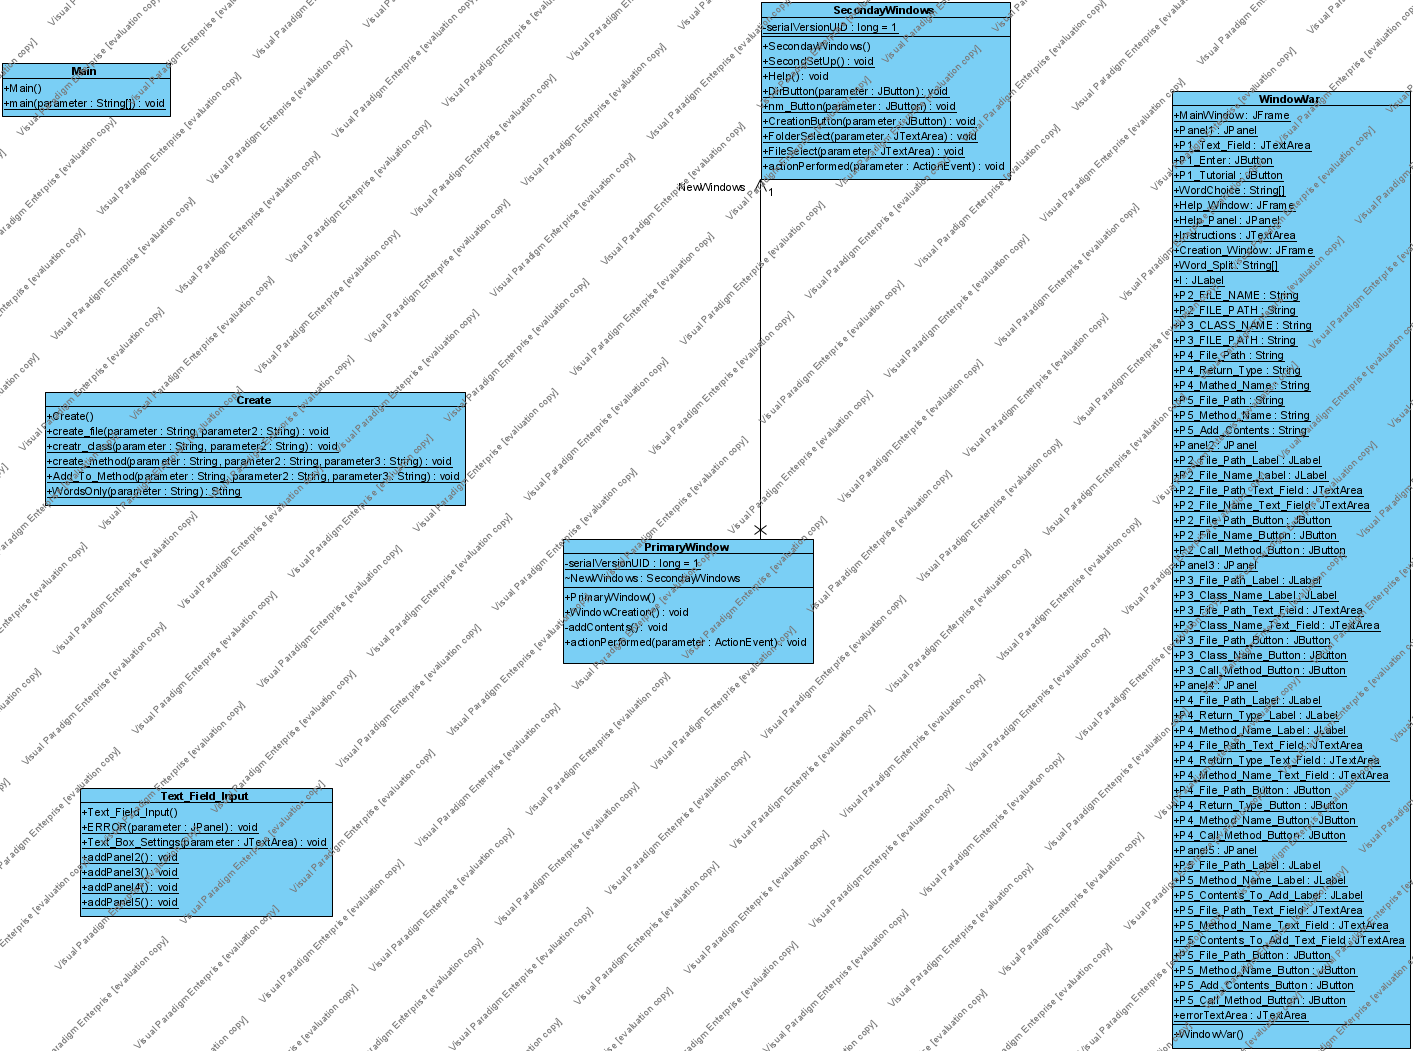 SecondayWindows
-serialVersionUID : long = 1
+SecondayWindows()
+SecondSetUp() : void
+Help() : void
+DirButton(parameter : JButton) : void
+nm_Button(parameter : JButton) : void
+CreationButton(parameter : JButton) : void
+FolderSelect(parameter : JTextArea) : void
+FileSelect(parameter : JTextArea) : void
+actionPerformed(parameter : ActionEvent) : void
NewWindows
1
Main
+Main()
+main(parameter : String[]) : void
Create
+Create()
+create_file(parameter : String, parameter2 : String) : void
+creatr_class(parameter : String, parameter2 : String) : void
+create_method(parameter : String, parameter2 : String, parameter3 : String) : void
+Add_To_Method(parameter : String, parameter2 : String, parameter3 : String) : void
+WordsOnly(parameter : String) : String
PrimaryWindow
-serialVersionUID : long = 1
~NewWindows : SecondayWindows
+PrimaryWindow()
+WindowCreation() : void
-addContents() : void
+actionPerformed(parameter : ActionEvent) : void
Text_Field_Input
+Text_Field_Input()
+ERROR(parameter : JPanel) : void
+Text_Box_Settings(parameter : JTextArea) : void
+addPanel2() : void
+addPanel3() : void
+addPanel4() : void
+addPanel5() : void
WindowVar
+MainWindow : JFrame
+Panel1 : JPanel
+P1_Text_Field : JTextArea
+P1_Enter : JButton
+P1_Tutorial : JButton
+WordChoice : String[]
+Help_Window : JFrame
+Help_Panel : JPanel
+Instructions : JTextArea
+Creation_Window : JFrame
+Word_Split : String[]
+l : JLabel
+P2_FILE_NAME : String
+P2_FILE_PATH : String
+P3_CLASS_NAME : String
+P3_FILE_PATH : String
+P4_File_Path : String
+P4_Return_Type : String
+P4_Mathed_Name : String
+P5_File_Path : String
+P5_Method_Name : String
+P5_Add_Contents : String
+Panel2 : JPanel
+P2_File_Path_Label : JLabel
+P2_File_Name_Label : JLabel
+P2_File_Path_Text_Field : JTextArea
+P2_File_Name_Text_Field : JTextArea
+P2_File_Path_Button : JButton
+P2_File_Name_Button : JButton
+P2_Call_Method_Button : JButton
+Panel3 : JPanel
+P3_File_Path_Label : JLabel
+P3_Class_Name_Label : JLabel
+P3_File_Path_Text_Field : JTextArea
+P3_Class_Name_Text_Field : JTextArea
+P3_File_Path_Button : JButton
+P3_Class_Name_Button : JButton
+P3_Call_Method_Button : JButton
+Panel4 : JPanel
+P4_File_Path_Label : JLabel
+P4_Return_Type_Label : JLabel
+P4_Method_Name_Label : JLabel
+P4_File_Path_Text_Field : JTextArea
+P4_Return_Type_Text_Field : JTextArea
+P4_Method_Name_Text_Field : JTextArea
+P4_File_Path_Button : JButton
+P4_Return_Type_Button : JButton
+P4_Method_Name_Button : JButton
+P4_Call_Method_Button : JButton
+Panel5 : JPanel
+P5_File_Path_Label : JLabel
+P5_Method_Name_Label : JLabel
+P5_Contents_To_Add_Label : JLabel
+P5_File_Path_Text_Field : JTextArea
+P5_Method_Name_Text_Field : JTextArea
+P5_Contents_To_Add_Text_Field : JTextArea
+P5_File_Path_Button : JButton
+P5_Method_Name_Button : JButton
+P5_Add_Contents_Button : JButton
+P5_Call_Method_Button : JButton
+errorTextArea : JTextArea
+WindowVar()
Visual Paradigm Enterprise [evaluation copy]